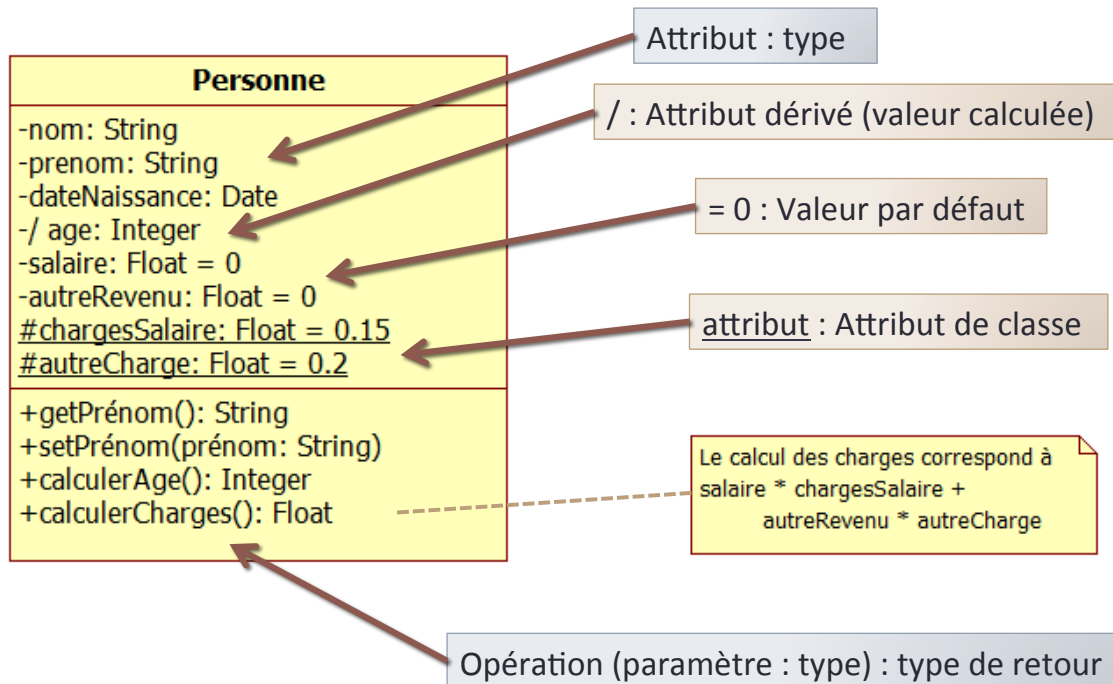 Attribut : type
Personne
/ : Attribut dérivé (valeur calculée)
-nom: String
-prenom: String
-dateNaissance: Date
-/ age: Integer
-salaire: Float = 0
-autreRevenu: Float = 0
#chargesSalaire: Float = 0.15
#autreCharge: Float = 0.2
= 0 : Valeur par défaut
attribut : Attribut de classe
+getPrénom(): String
+setPrénom(prénom: String)
+calculerAge(): Integer
+calculerCharges(): Float
Le calcul des charges correspond à
salaire * chargesSalaire +
autreRevenu * autreCharge
Opération (paramètre : type) : type de retour